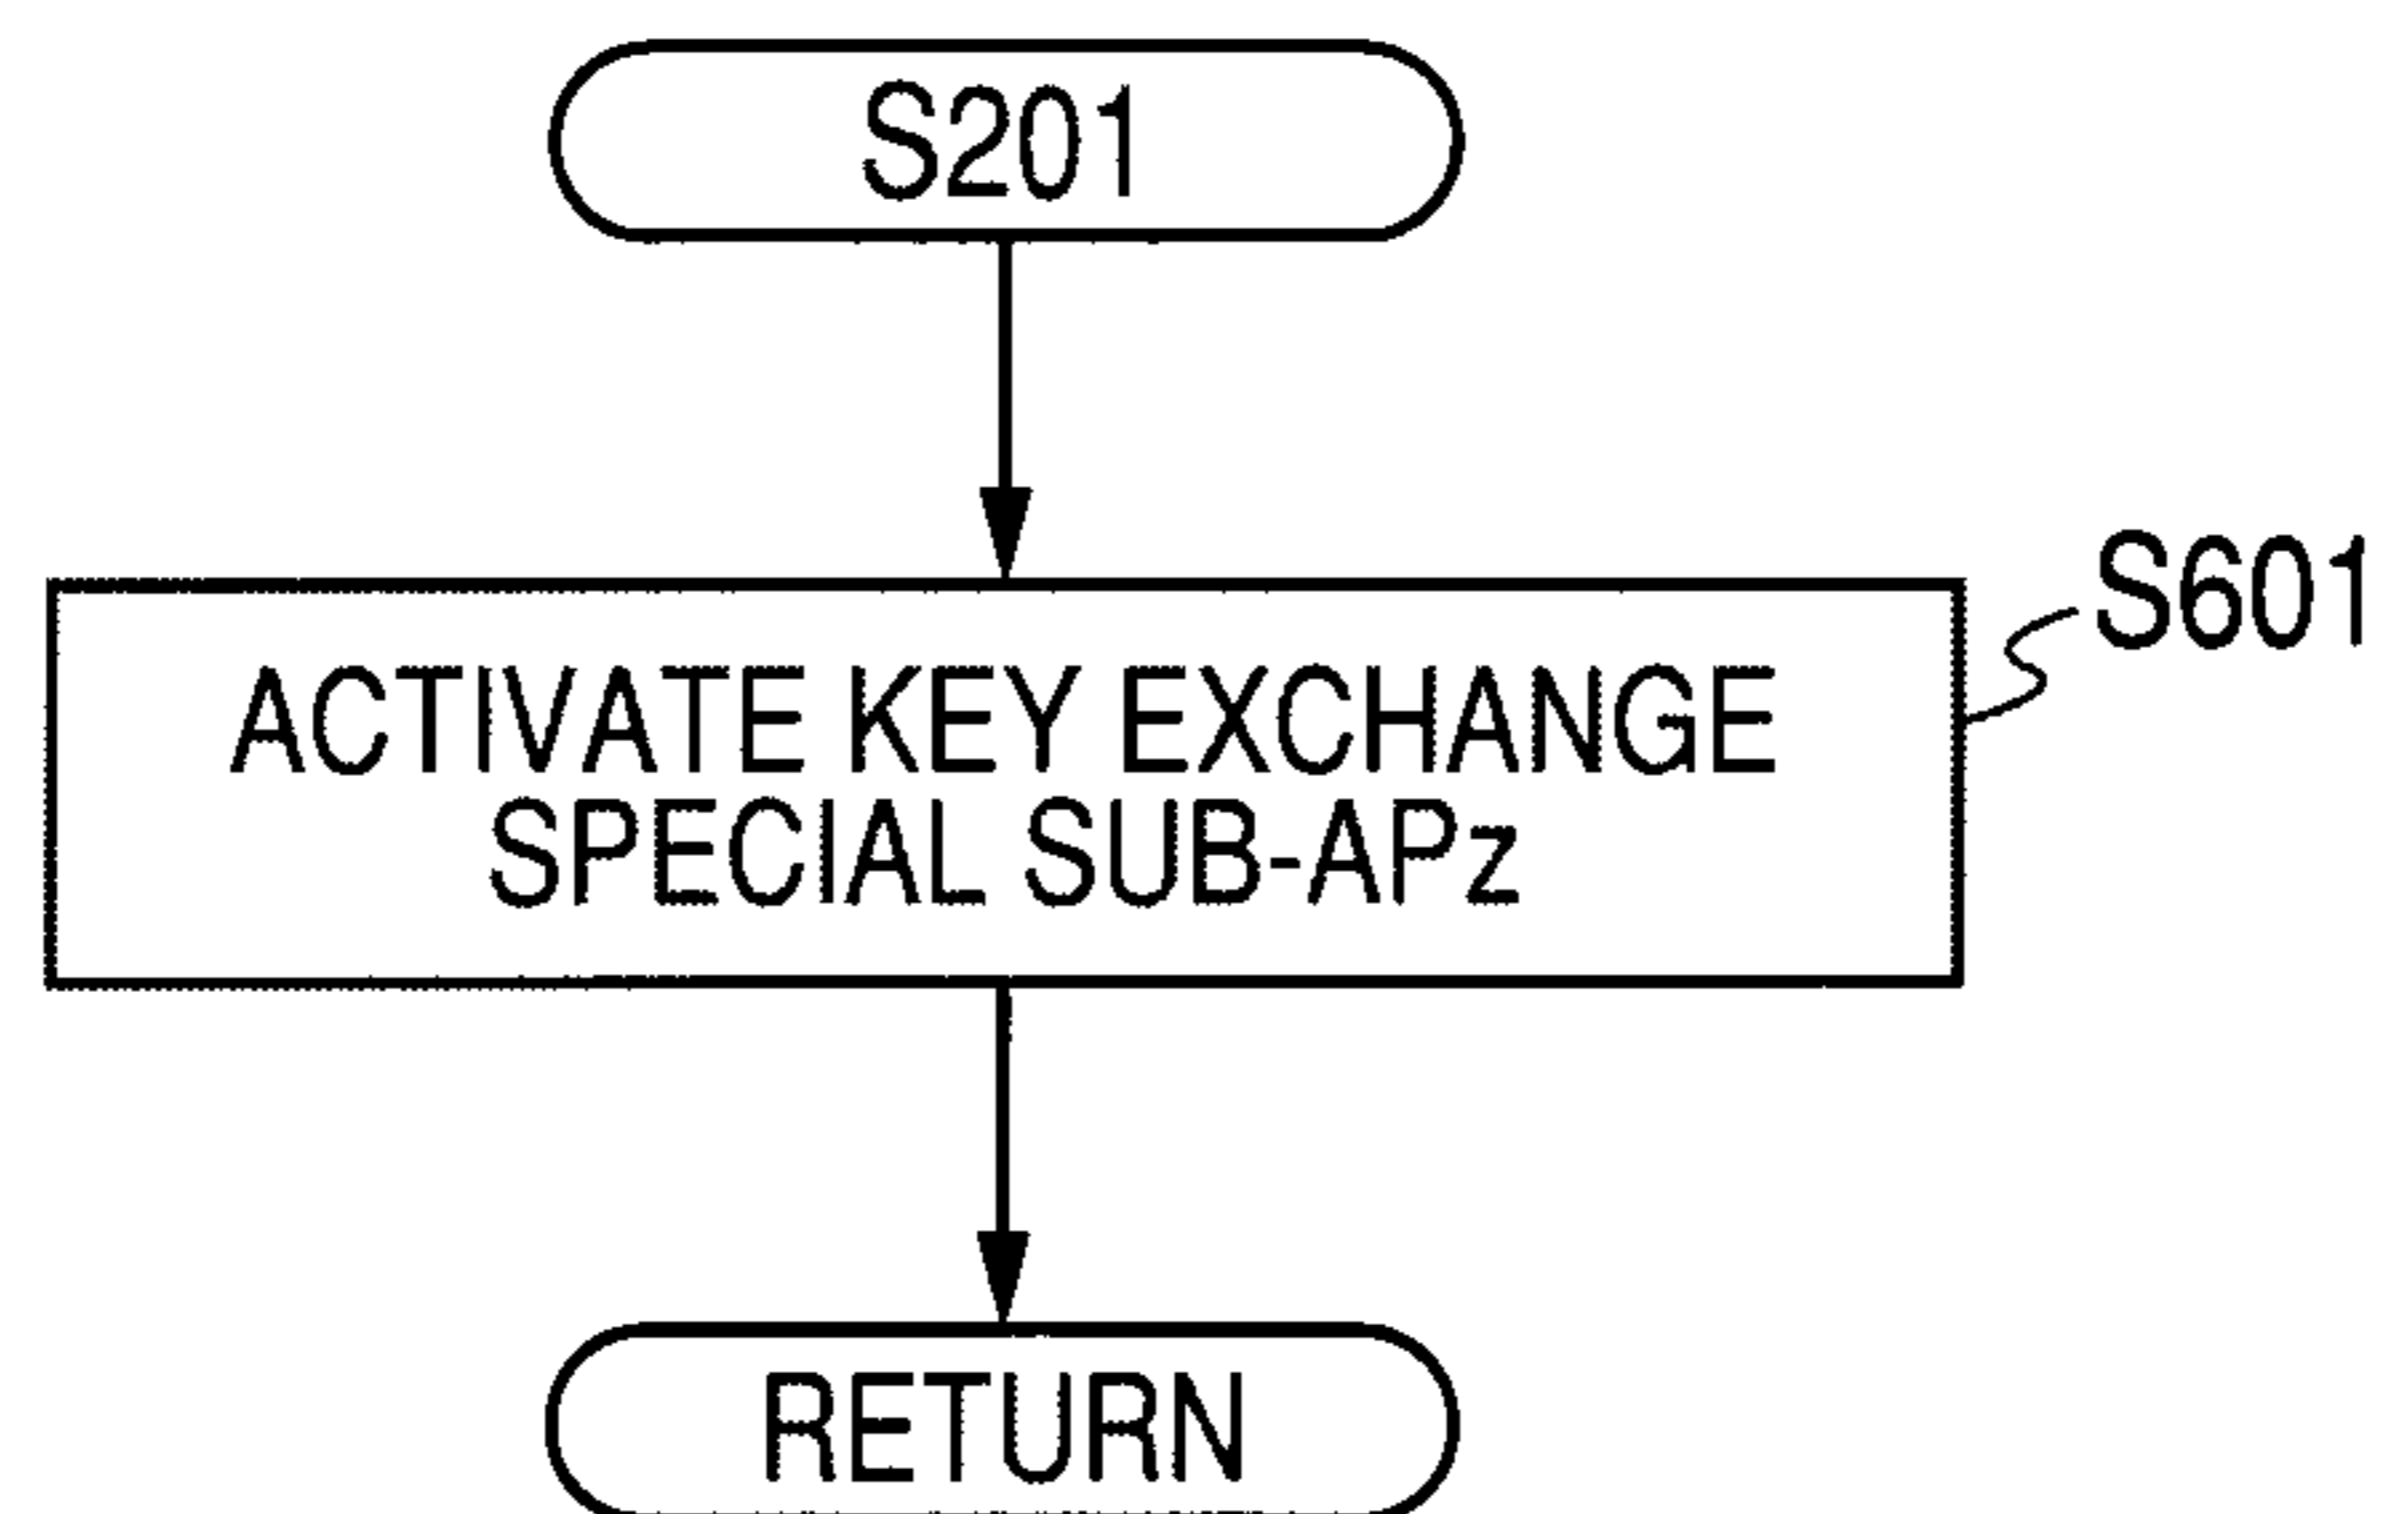 S201
S601
ACTIVATE KEY EXCHANGE
SPECIAL SUB-APz
RETURN